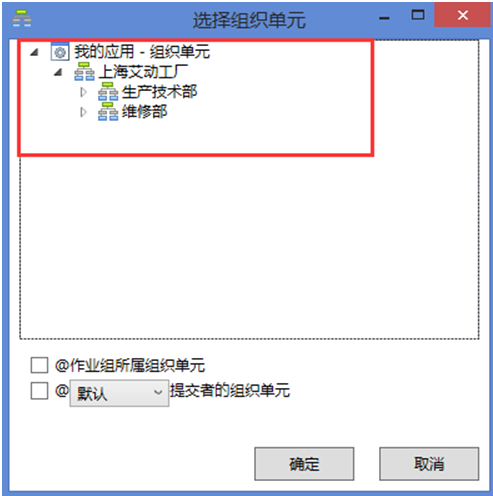 选择组织单元
我的应用 - 组织单元
上海艾动工厂
生产技术部
维修部
@作业组所属组织单元
@ 默认 提交者的组织单元
确定 取消